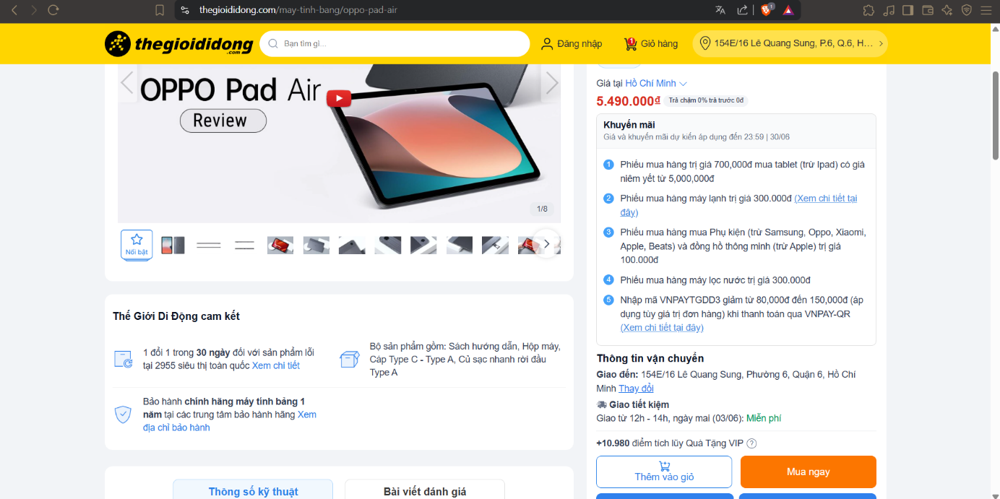 thegioididong.com/may-tinh-bang/oppo-pad-air
1
thegioididong
.com
Bạn tìm gì...
Đăng nhập
1
Giỏ hàng
154E/16 Lê Quang Sung, P.6, Q.6, H...
OPPO Pad Air
Review
1/8
Nổi bật
Thế Giới Di Động cam kết
1 đổi 1 trong 30 ngày đối với sản phẩm lỗi
tại 2955 siêu thị toàn quốc Xem chi tiết
Bộ sản phẩm gồm: Sách hướng dẫn, Hộp máy,
Cáp Type C - Type A, Củ sạc nhanh rời đầu
Type A
Bảo hành chính hãng máy tính bảng 1
năm tại các trung tâm bảo hành hãng Xem
địa chỉ bảo hành
Thông số kỹ thuật
Bài viết đánh giá
Giá tại Hồ Chí Minh
5.490.000₫
Trả chậm 0% trả trước 0đ
Khuyến mãi
Giá và khuyến mãi dự kiến áp dụng đến 23:59 | 30/06
1 Phiếu mua hàng trị giá 700,000đ mua tablet (trừ Ipad) có giá
niêm yết từ 5,000,000đ
2 Phiếu mua hàng máy lạnh trị giá 300.000đ (Xem chi tiết tại
đây)
3 Phiếu mua hàng mua Phụ kiện (trừ Samsung, Oppo, Xiaomi,
Apple, Beats) và đồng hồ thông minh (trừ Apple) trị giá
100.000đ
4 Phiếu mua hàng máy lọc nước trị giá 300.000đ
5 Nhập mã VNPAYTGDD3 giảm từ 80,000đ đến 150,000đ (áp
dụng tùy giá trị đơn hàng) khi thanh toán qua VNPAY-QR
(Xem chi tiết tại đây)
Thông tin vận chuyển
Giao đến: 154E/16 Lê Quang Sung, Phường 6, Quận 6, Hồ Chí
Minh Thay đổi
Giao tiết kiệm
Giao từ 12h - 14h, ngày mai (03/06): Miễn phí
+10.980 điểm tích lũy Quà Tặng VIP ?
Thêm vào giỏ
Mua ngay